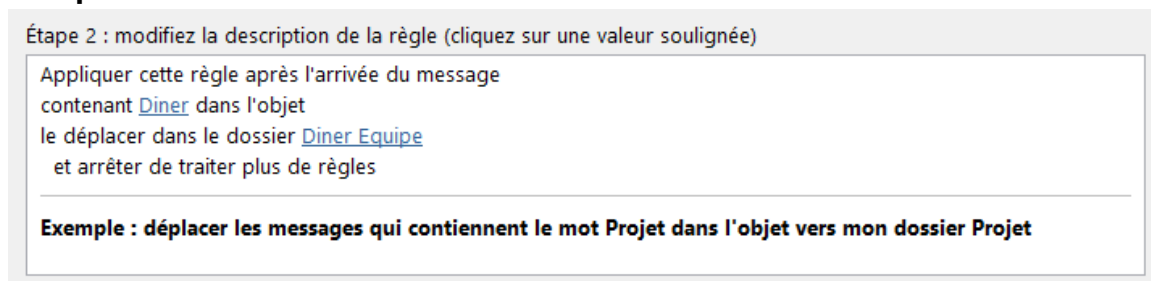 Étape 2 : modifiez la description de la règle (cliquez sur une valeur soulignée)
Appliquer cette règle après l'arrivée du message
contenant Diner dans l'objet
le déplacer dans le dossier Diner Equipe
et arrêter de traiter plus de règles
Exemple : déplacer les messages qui contiennent le mot Projet dans l'objet vers mon dossier Projet